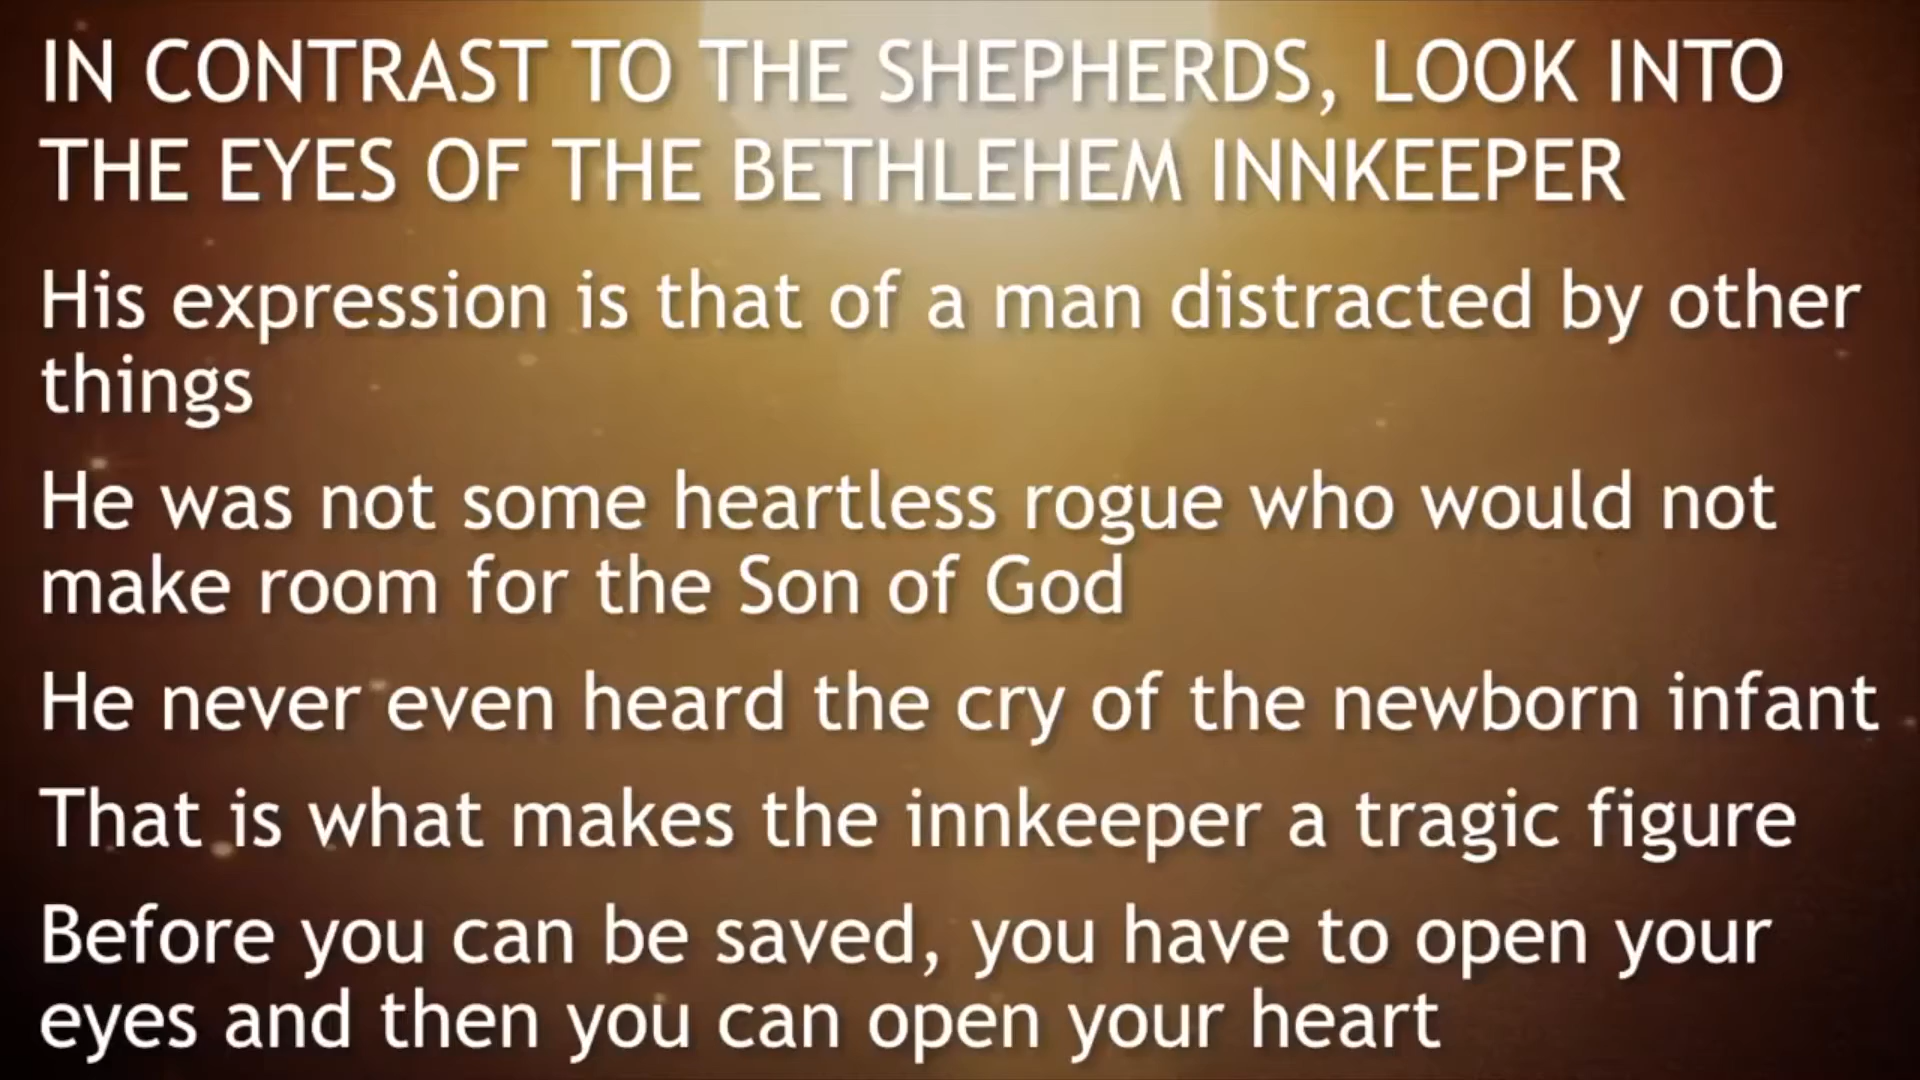 IN CONTRAST TO THE SHEPHERDS, LOOK INTO
THE EYES OF THE BETHLEHEM INNKEEPER
His expression is that of a man distracted by other
things
He was not some heartless rogue who would not
make room for the Son of God
He never even heard the cry of the newborn infant
That is what makes the innkeeper a tragic figure
Before you can be saved, you have to open your
eyes and then you can open your heart